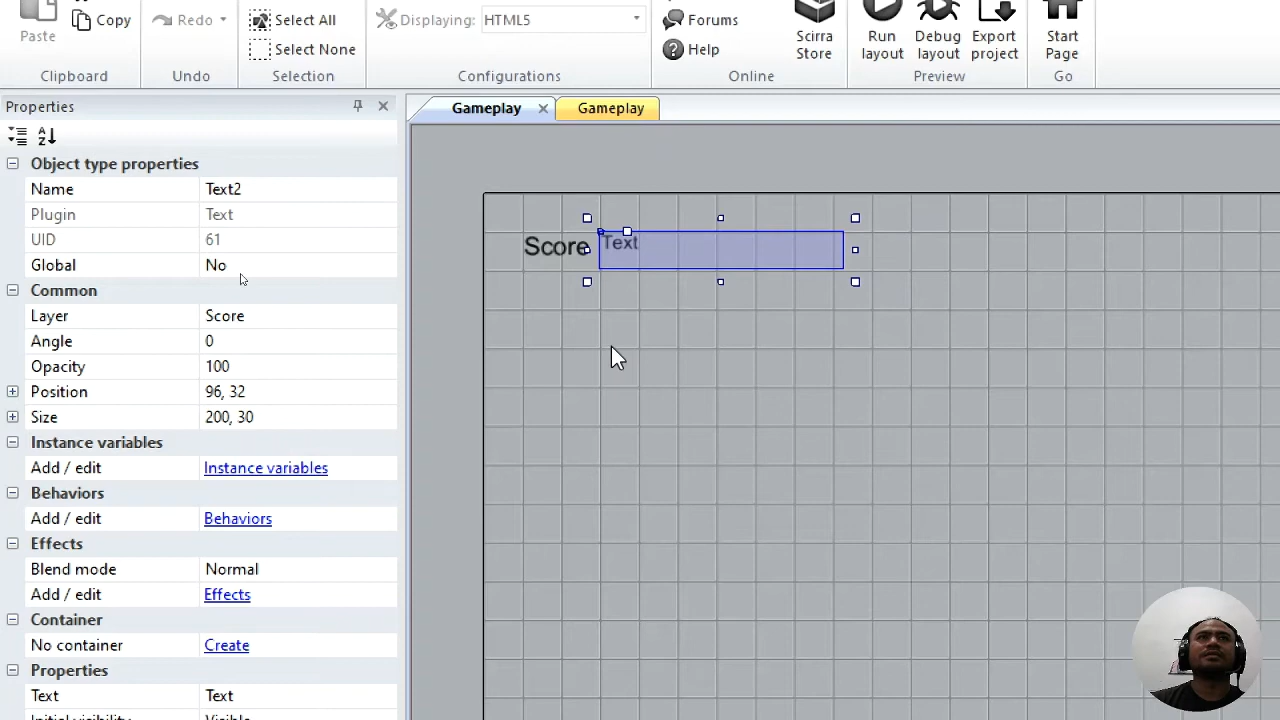 Paste
Copy
Clipboard
Redo
Undo
Select All
Select None
Selection
Displaying: HTML5
Configurations
Forums
Help
Online
Scirra Store
Run layout
Debug layout
Export project
Preview
Start Page
Go
Properties
Gameplay
Gameplay
Object type properties
Name Text2
Plugin Text
UID 61
Global No
Common
Layer Score
Angle 0
Opacity 100
Position 96, 32
Size 200, 30
Instance variables
Add / edit Instance variables
Behaviors
Add / edit Behaviors
Effects
Blend mode Normal
Add / edit Effects
Container
No container Create
Properties
Text Text
Initial visibility Visible
Score Text